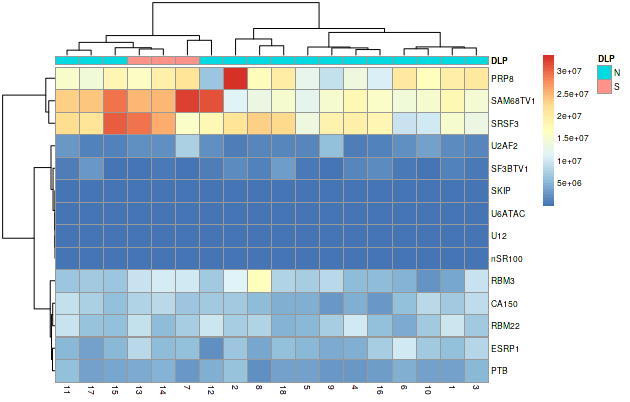 DLP
DLP
N
S
3e+07
2.5e+07
2e+07
1.5e+07
1e+07
5e+06
PRP8
SAM68TV1
SRSF3
U2AF2
SF3BTV1
SKIP
U6ATAC
U12
nSR100
RBM3
CA150
RBM22
ESRP1
PTB
11 17 15 13 14 7 12 2 8 18 5 9 4 16 6 10 1 3